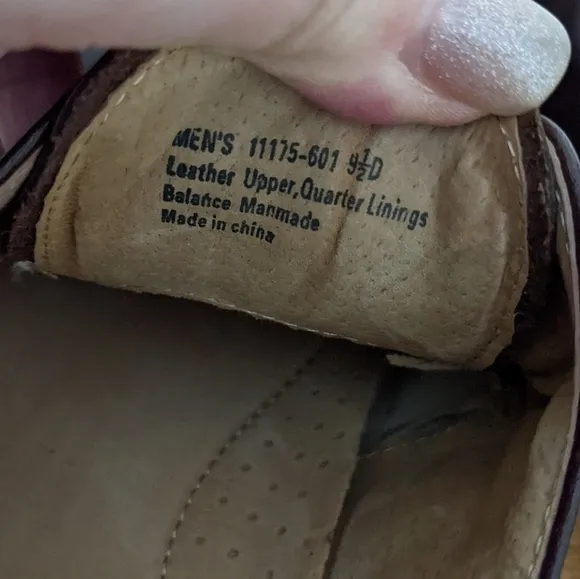 MEN'S 11175-601 9½D
Leather Upper,Quarter Linings
Balance Manmade
Made in china